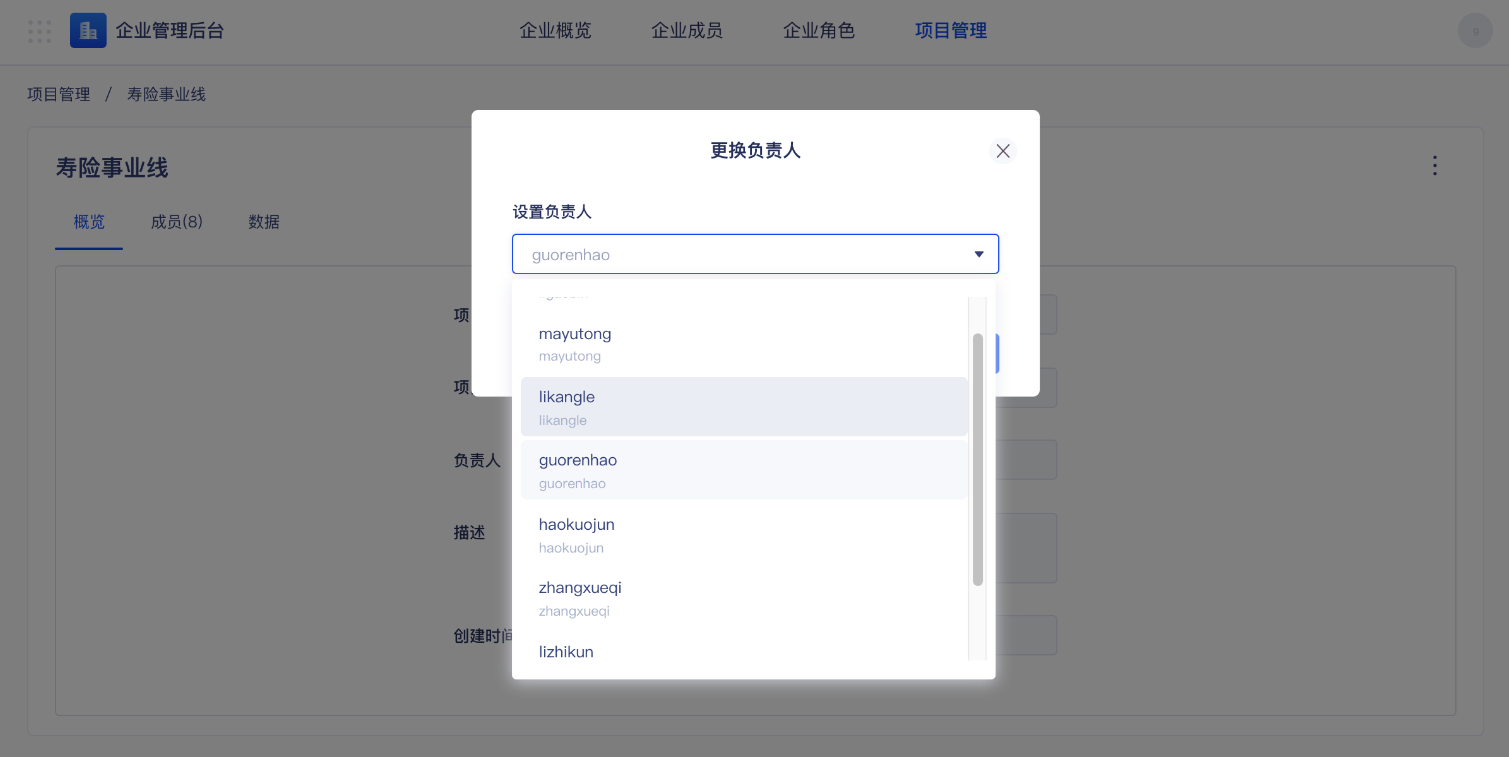 企业管理后台
企业概览
企业成员
企业角色
项目管理
项目管理 / 寿险事业线
寿险事业线
概览
成员(8)
数据
更换负责人
设置负责人
guorenhao
mayutong
mayutong
likangle
likangle
guorenhao
guorenhao
haokuojun
haokuojun
zhangxueqi
zhangxueqi
lizhikun
项
项
负责人
描述
创建时间